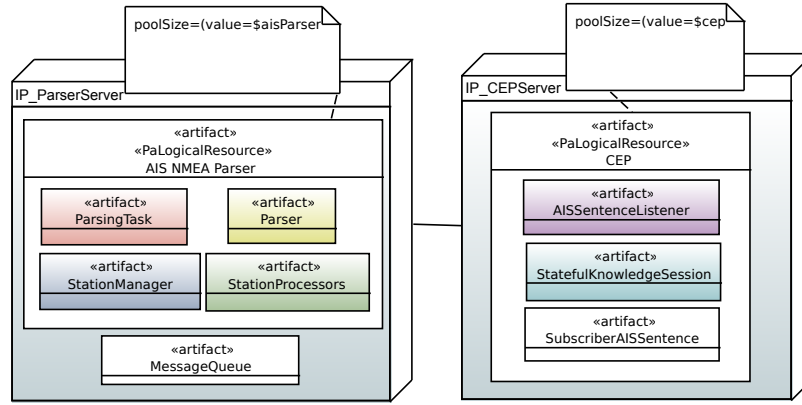 poolSize=(value=$aisParser
IP_ParserServer
«artifact»
«PaLogicalResource»
AIS NMEA Parser
«artifact»
ParsingTask
«artifact»
Parser
«artifact»
StationManager
«artifact»
StationProcessors
«artifact»
MessageQueue
poolSize=(value=$cep
IP_CEPServer
«artifact»
«PaLogicalResource»
CEP
«artifact»
AISSentenceListener
«artifact»
StatefulKnowledgeSession
«artifact»
SubscriberAISSentence